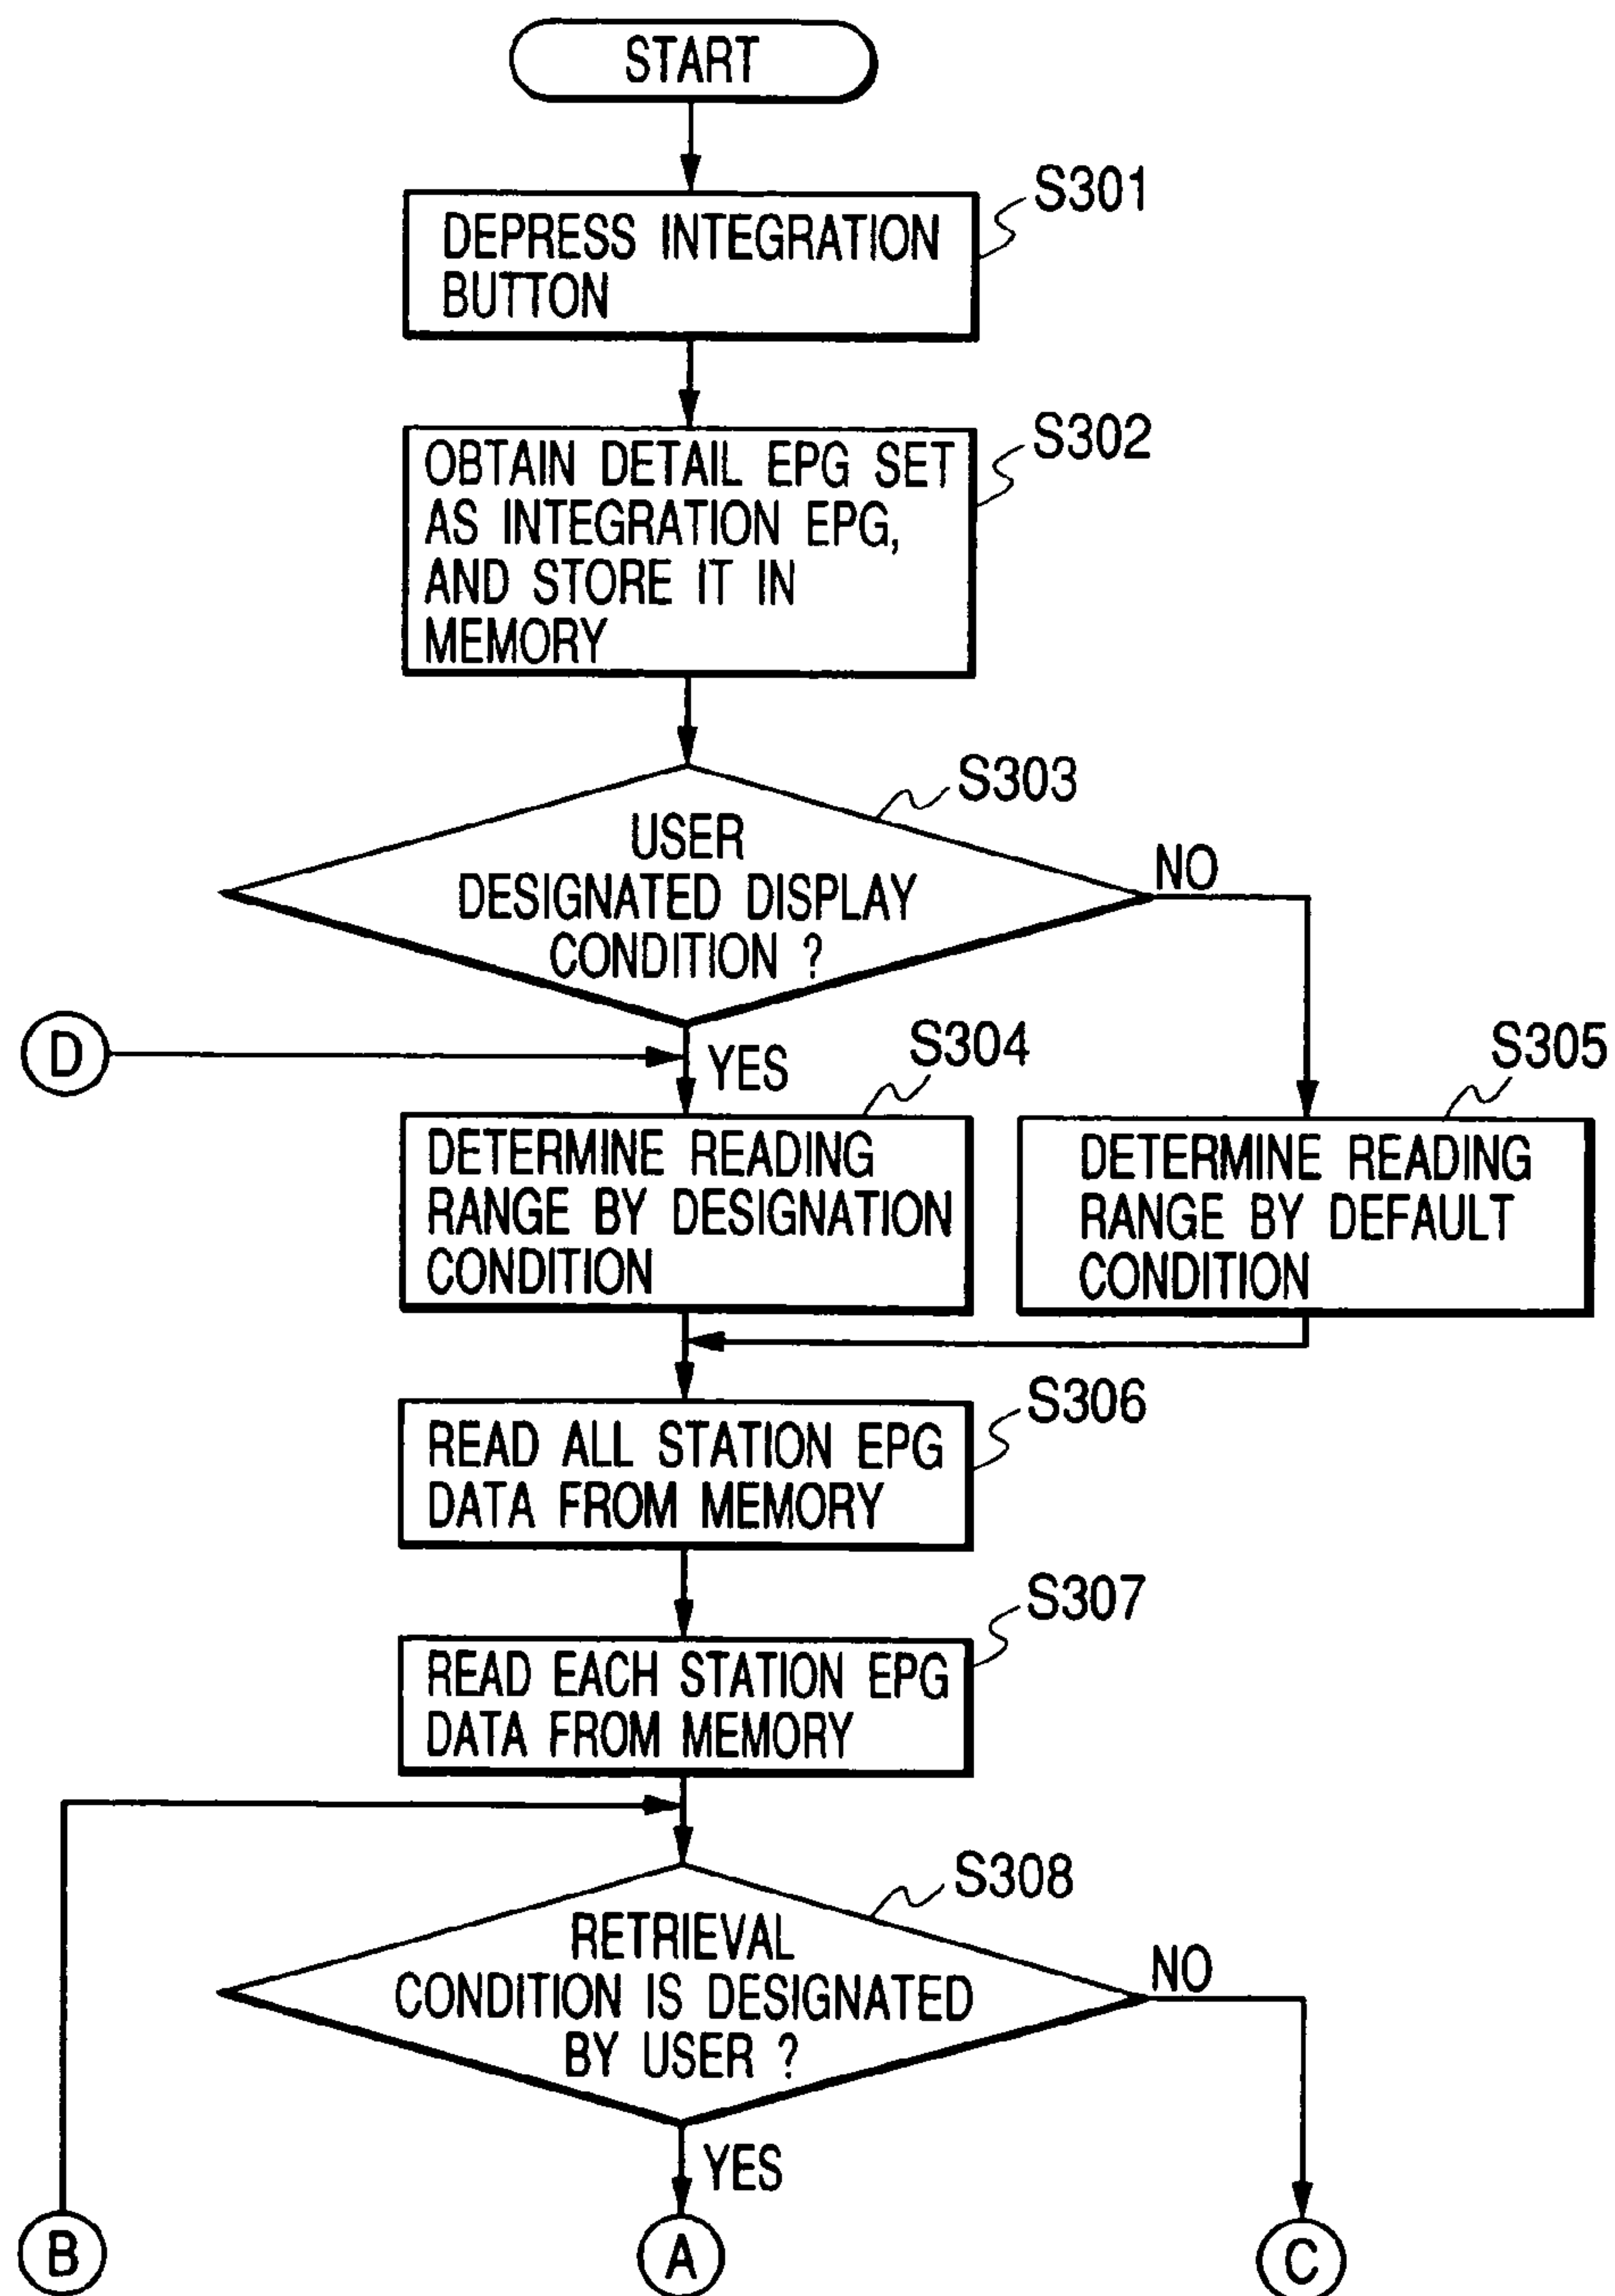 START
S301
DEPRESS INTEGRATION
BUTTON
S302
OBTAIN DETAIL EPG SET
AS INTEGRATION EPG,
AND STORE IT IN
MEMORY
S303
USER
DESIGNATED DISPLAY
CONDITION ?
NO
D
YES
S304
S305
DETERMINE READING
RANGE BY DESIGNATION
CONDITION
DETERMINE READING
RANGE BY DEFAULT
CONDITION
S306
READ ALL STATION EPG
DATA FROM MEMORY
S307
READ EACH STATION EPG
DATA FROM MEMORY
S308
RETRIEVAL
CONDITION IS DESIGNATED
BY USER ?
NO
YES
B
A
C